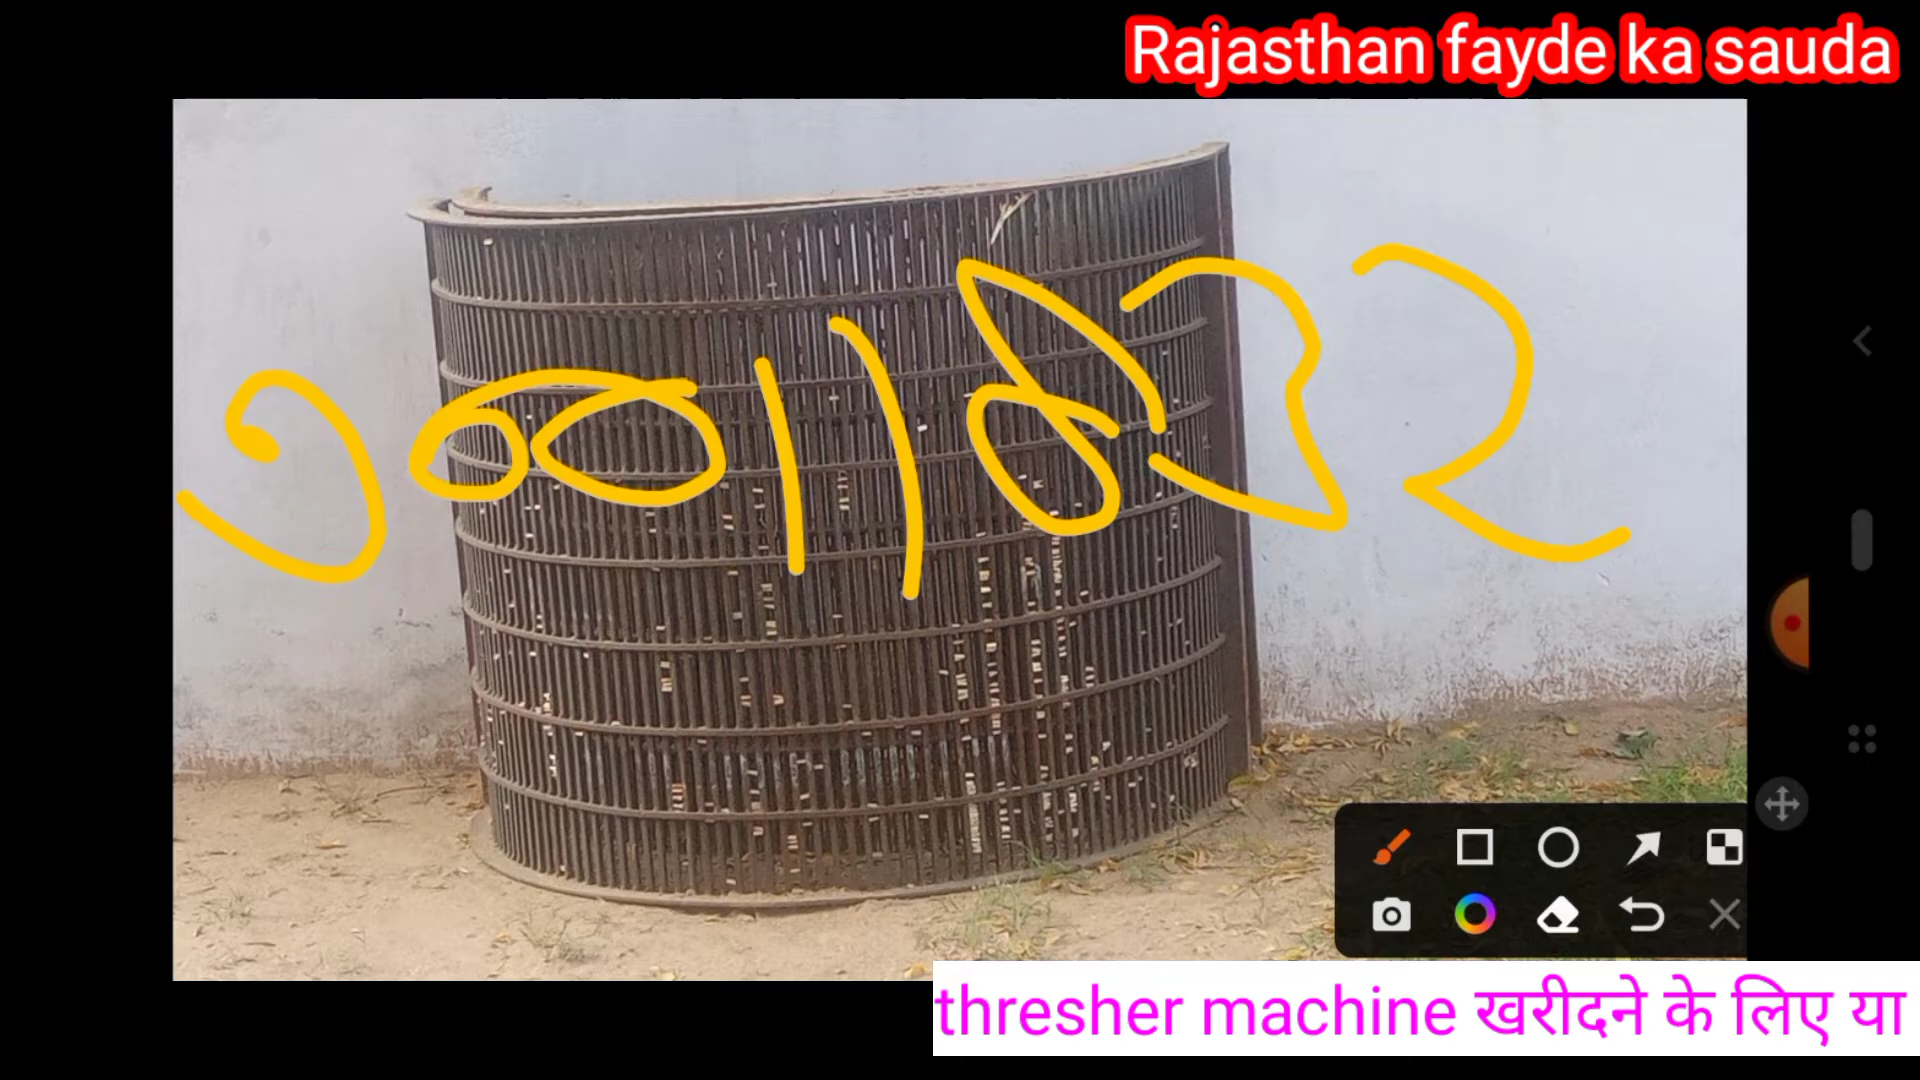 Rajasthan fayde ka sauda
thresher machine खरीदने के लिए या